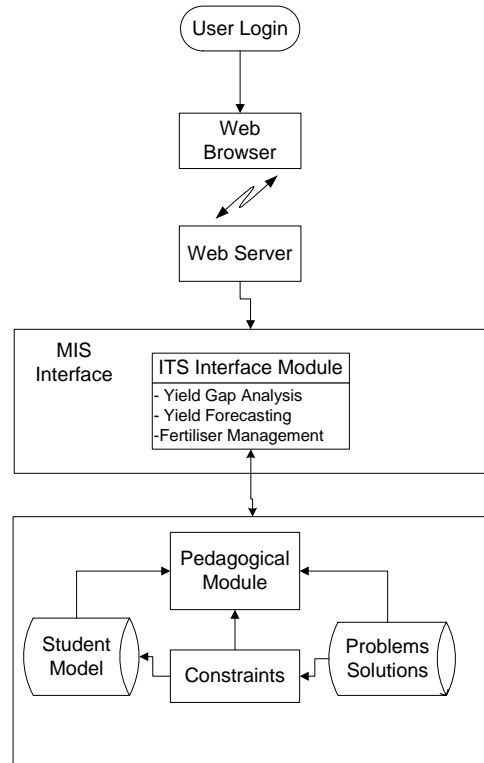 User Login
Web
Browser
Web Server
MIS
Interface
ITS Interface Module
- Yield Gap Analysis
- Yield Forecasting
-Fertiliser Management
Pedagogical
Module
Student
Model
Constraints
Problems
Solutions